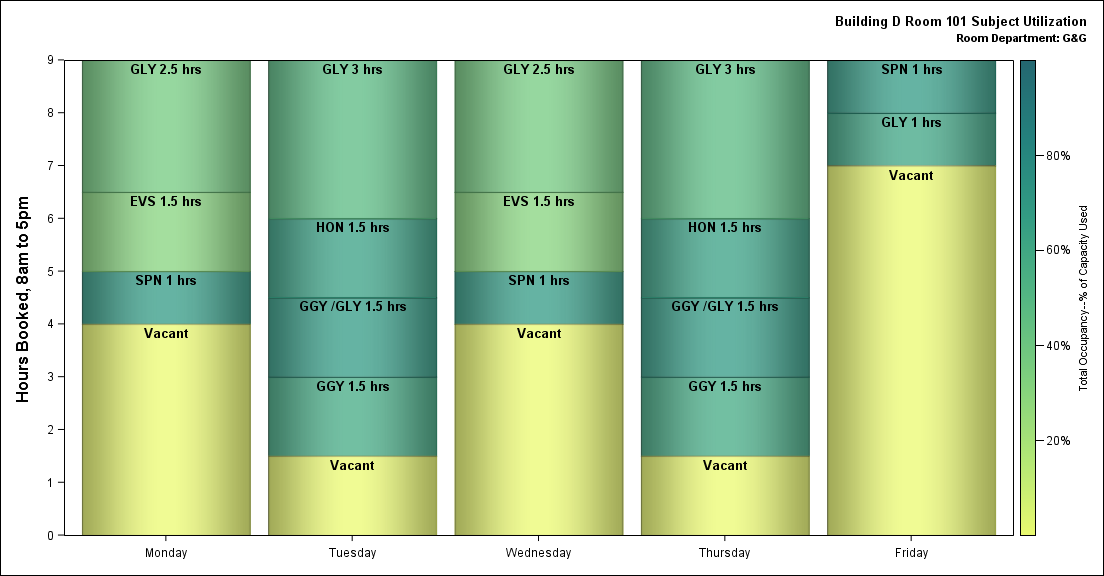 Building D Room 101 Subject Utilization
Room Department: G&G
Hours Booked, 8am to 5pm
9
8
7
6
5
4
3
2
1
0
GLY 2.5 hrs
EVS 1.5 hrs
SPN 1 hrs
Vacant
Monday
GLY 3 hrs
HON 1.5 hrs
GGY /GLY 1.5 hrs
GGY 1.5 hrs
Vacant
Tuesday
GLY 2.5 hrs
EVS 1.5 hrs
SPN 1 hrs
Vacant
Wednesday
GLY 3 hrs
HON 1.5 hrs
GGY /GLY 1.5 hrs
GGY 1.5 hrs
Vacant
Thursday
SPN 1 hrs
GLY 1 hrs
Vacant
Friday
80%
60%
40%
20%
Total Occupancy--% of Capacity Used